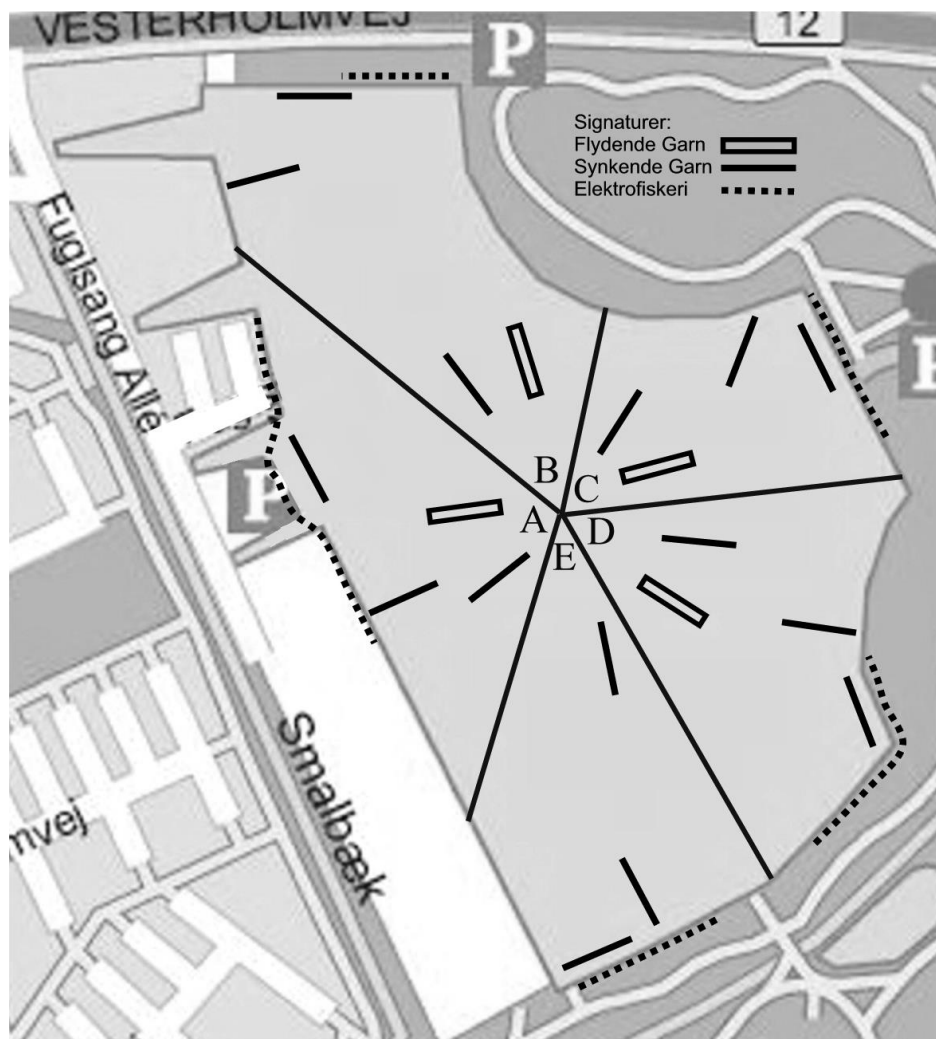 VESTERHOLMVEJ
P
12
Signaturer:
Flydende Garn
Synkende Garn
Elektrofiskeri
Fuglsang Allé
P
P
B
C
A
D
E
Smalbæk
mvej